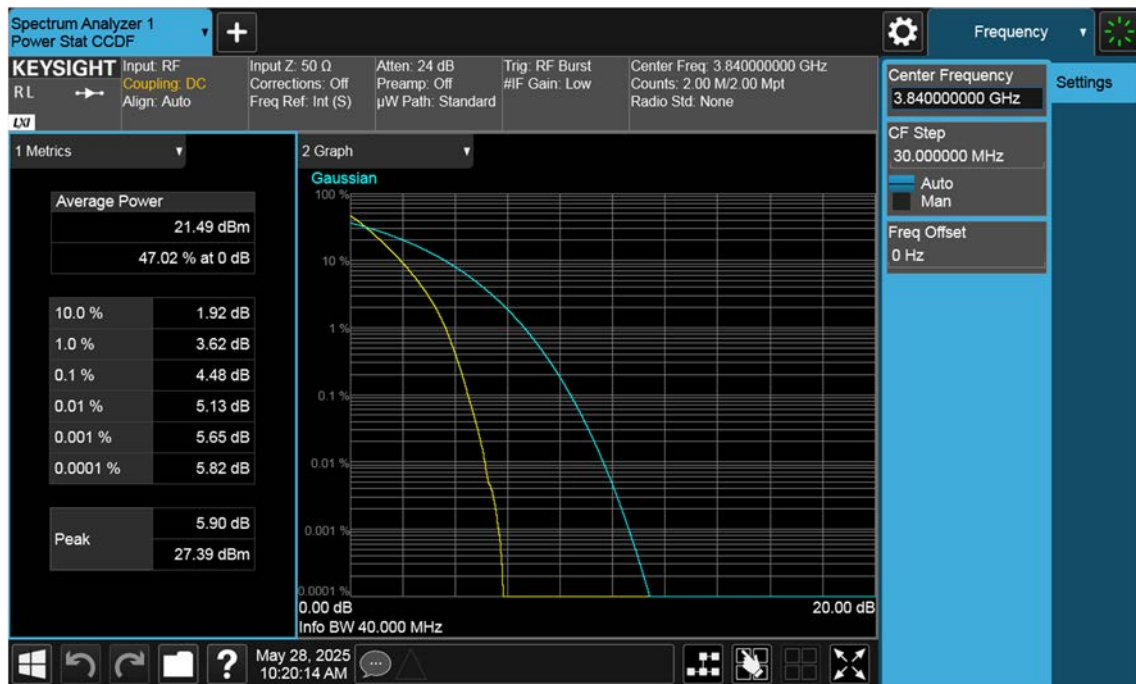 Spectrum Analyzer 1
Power Stat CCDF
+
Frequency
KEYSIGHT
RL
LXI
Input: RF
Coupling: DC
Align: Auto
Input Z: 50 Ω
Corrections: Off
Freq Ref: Int (S)
Atten: 24 dB
Preamp: Off
µW Path: Standard
Trig: RF Burst
#IF Gain: Low
Center Freq: 3.840000000 GHz
Counts: 2.00 M/2.00 Mpt
Radio Std: None
Center Frequency
3.840000000 GHz
Settings
CF Step
30.000000 MHz
Auto
Man
Freq Offset
0 Hz
1 Metrics
Average Power
21.49 dBm
47.02 % at 0 dB
10.0 % 1.92 dB
1.0 % 3.62 dB
0.1 % 4.48 dB
0.01 % 5.13 dB
0.001 % 5.65 dB
0.0001 % 5.82 dB
Peak
5.90 dB
27.39 dBm
2 Graph
Gaussian
100 %
10 %
1 %
0.1 %
0.01 %
0.001 %
0.0001 %
0.00 dB 20.00 dB
Info BW 40.000 MHz
?
May 28, 2025
10:20:14 AM